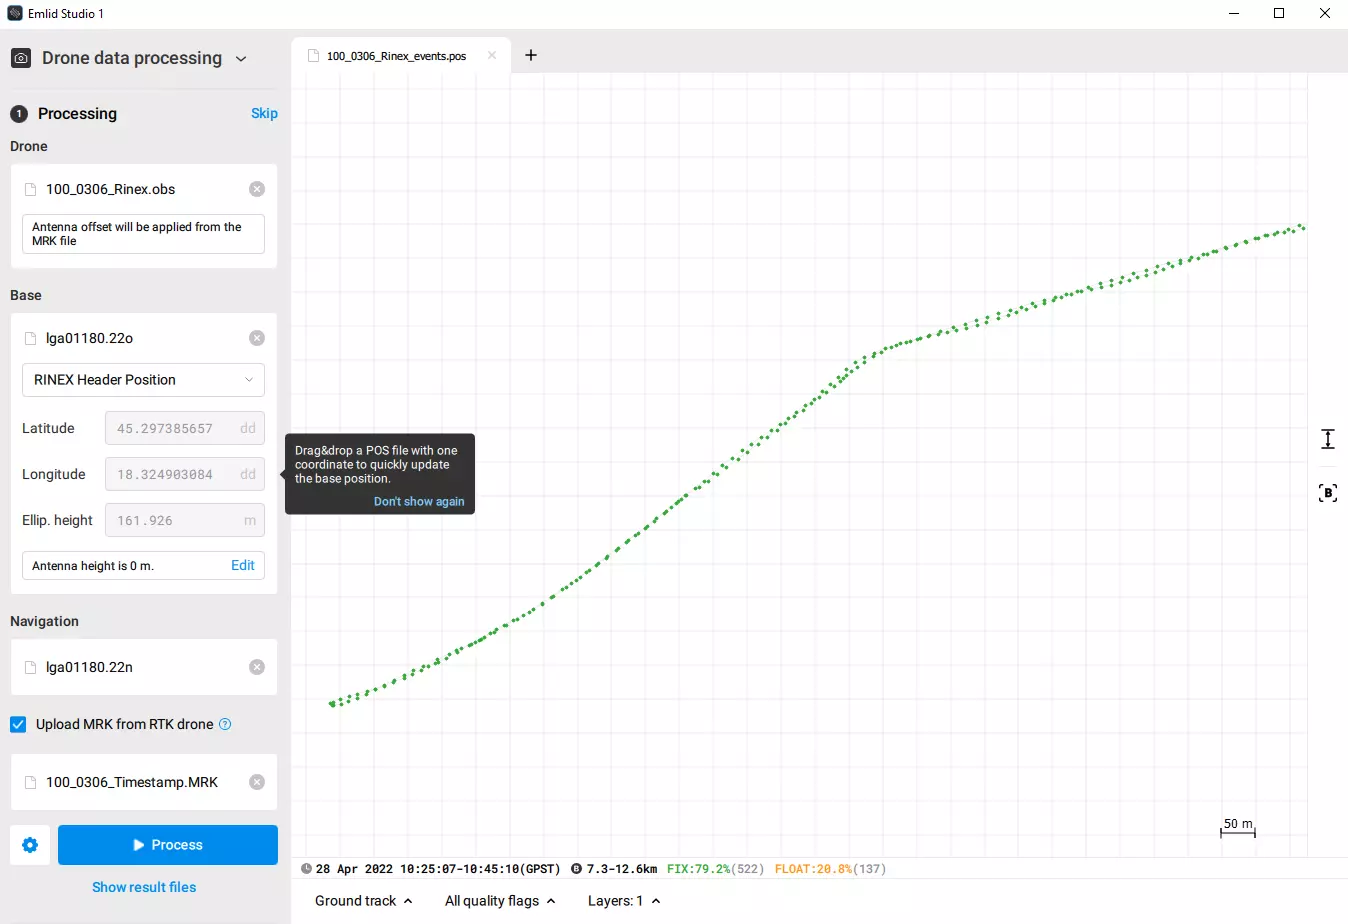 Emlid Studio 1
Drone data processing
1 Processing
Skip
Drone
100_0306_Rinex.obs
Antenna offset will be applied from the
MRK file
Base
lga01180.22o
RINEX Header Position
Latitude
45.297385657 dd
Longitude
18.324903084 dd
Ellip. height
161.926 m
Antenna height is 0 m.
Edit
Navigation
lga01180.22n
Upload MRK from RTK drone ?
100_0306_Timestamp.MRK
Process
Show result files
100_0306_Rinex_events.pos
Drag&drop a POS file with one
coordinate to quickly update
the base position.
Don't show again
B
50 m
28 Apr 2022 10:25:07-10:45:10(GPST) B 7.3-12.6km FIX:79.2%(522) FLOAT:20.8%(137)
Ground track All quality flags Layers: 1